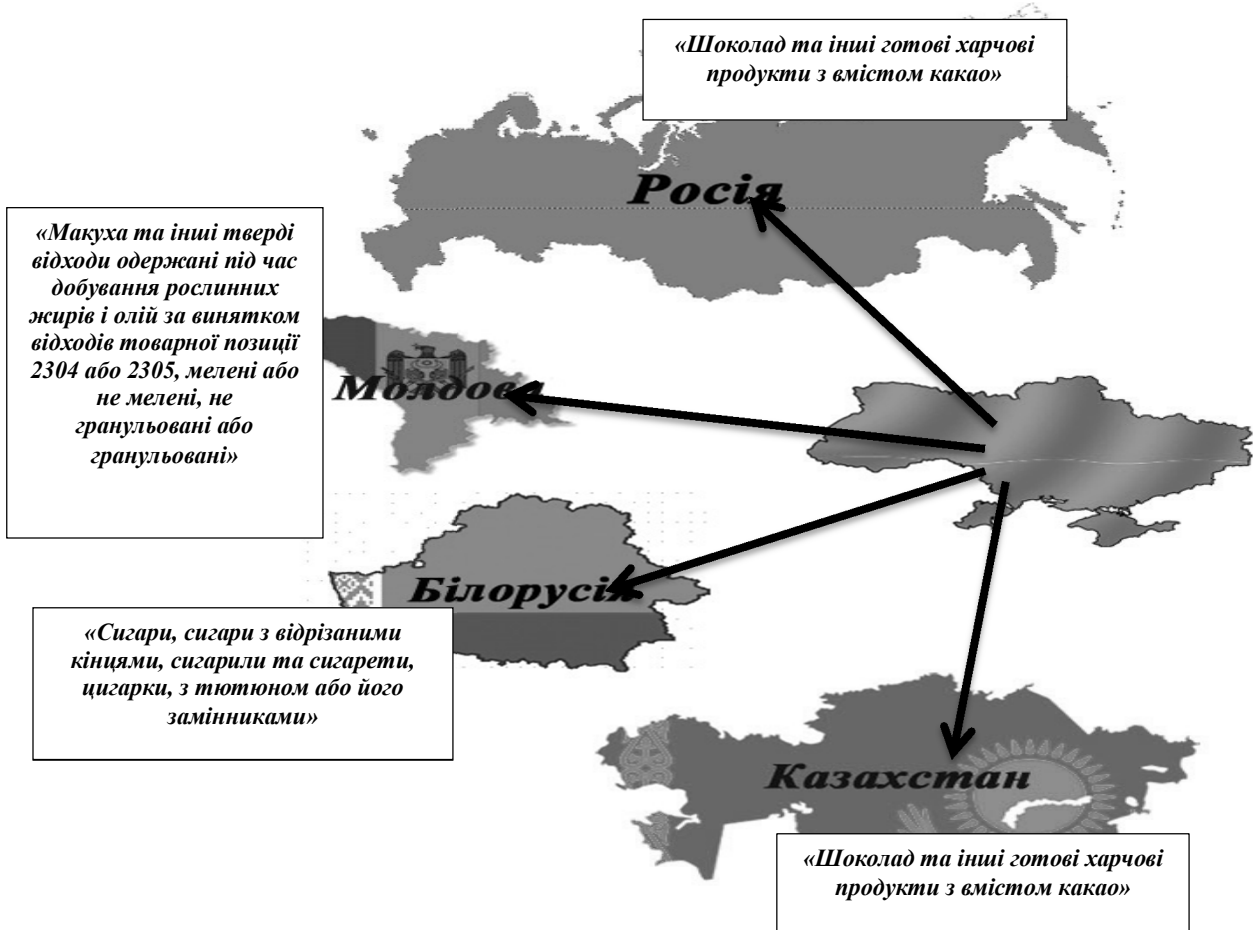 «Шоколад та інші готові харчові
продукти з вмістом какао»
Росія
«Макуха та інші тверді
відходи одержані під час
добування рослинних
жирів і олій за винятком
відходів товарної позиції
2304 або 2305, мелені або
не мелені, не
гранульовані або
гранульовані»
Молдова
Білорусія
«Сигари, сигари з відрізаними
кінцями, сигарили та сигарети,
цигарки, з тютюном або його
замінниками»
Казахстан
«Шоколад та інші готові харчові
продукти з вмістом какао»